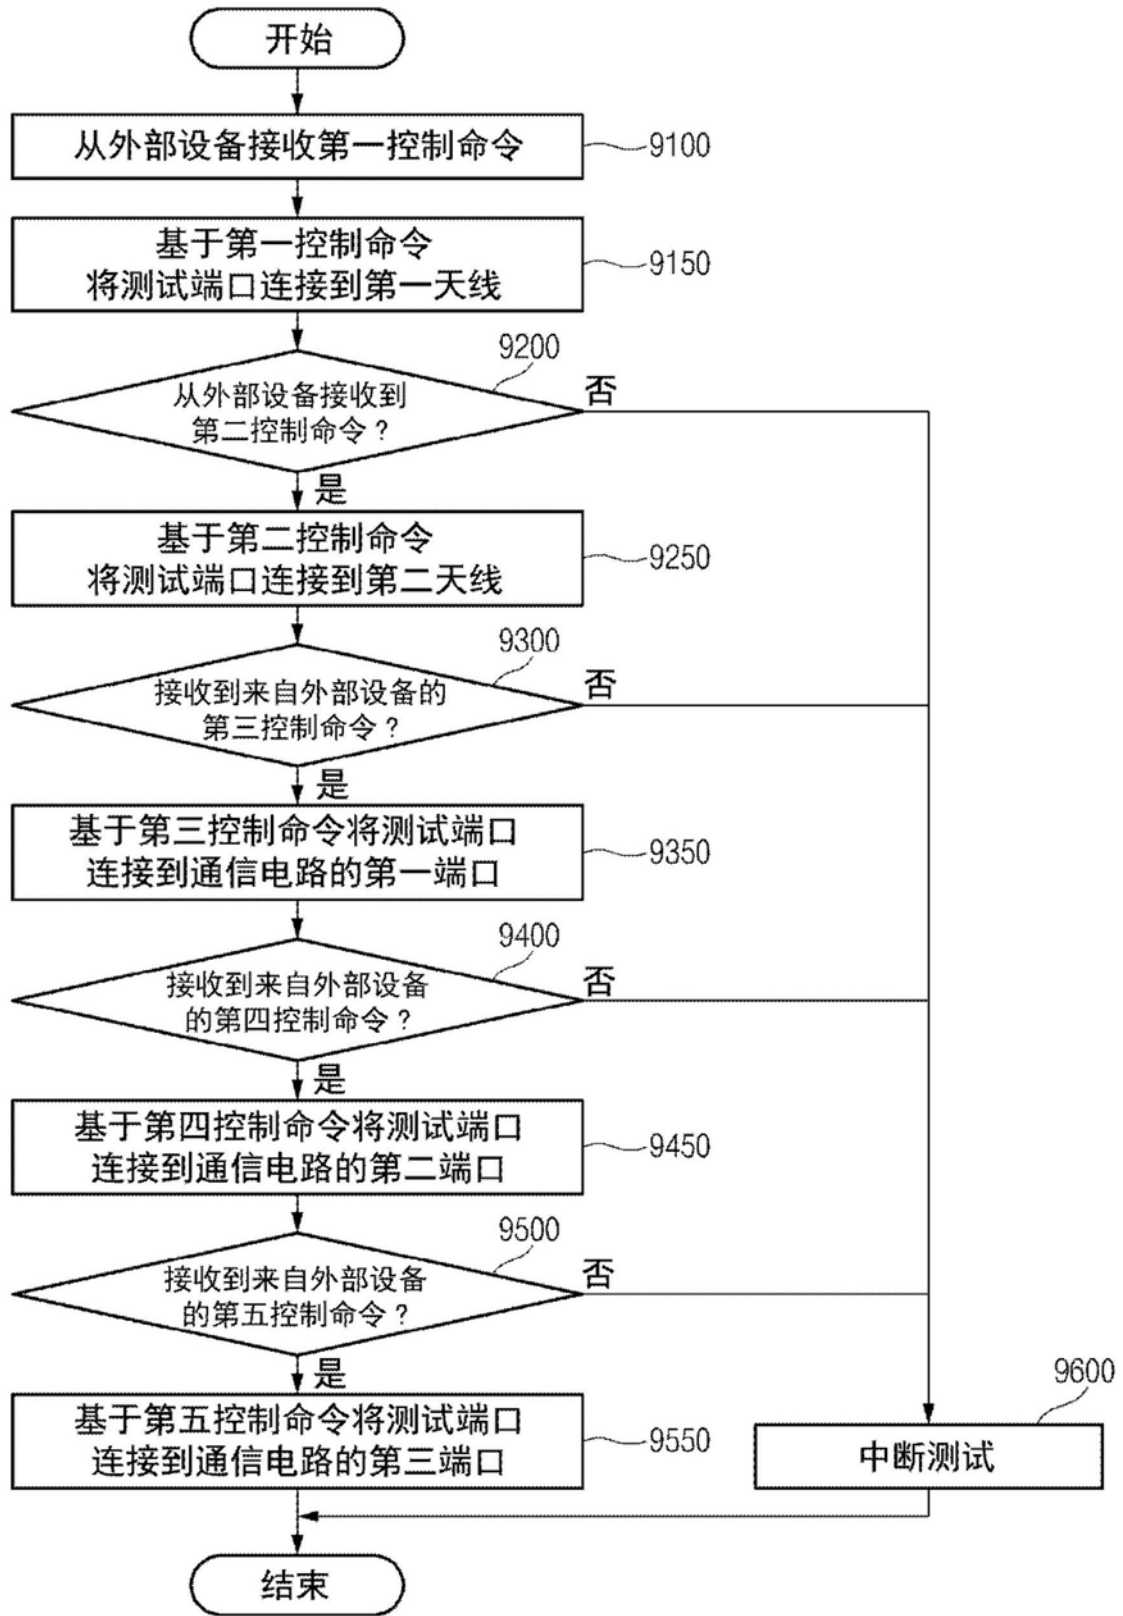 开始
从外部设备接收第一控制命令
9100
基于第一控制命令
将测试端口连接到第一天线
9150
9200
从外部设备接收到
第二控制命令？
否
是
基于第二控制命令
将测试端口连接到第二天线
9250
9300
接收到来自外部设备的
第三控制命令？
否
是
基于第三控制命令将测试端口
连接到通信电路的第一端口
9350
9400
接收到来自外部设备
的第四控制命令？
否
是
基于第四控制命令将测试端口
连接到通信电路的第二端口
9450
9500
接收到来自外部设备
的第五控制命令？
否
是
基于第五控制命令将测试端口
连接到通信电路的第三端口
9550
9600
中断测试
结束